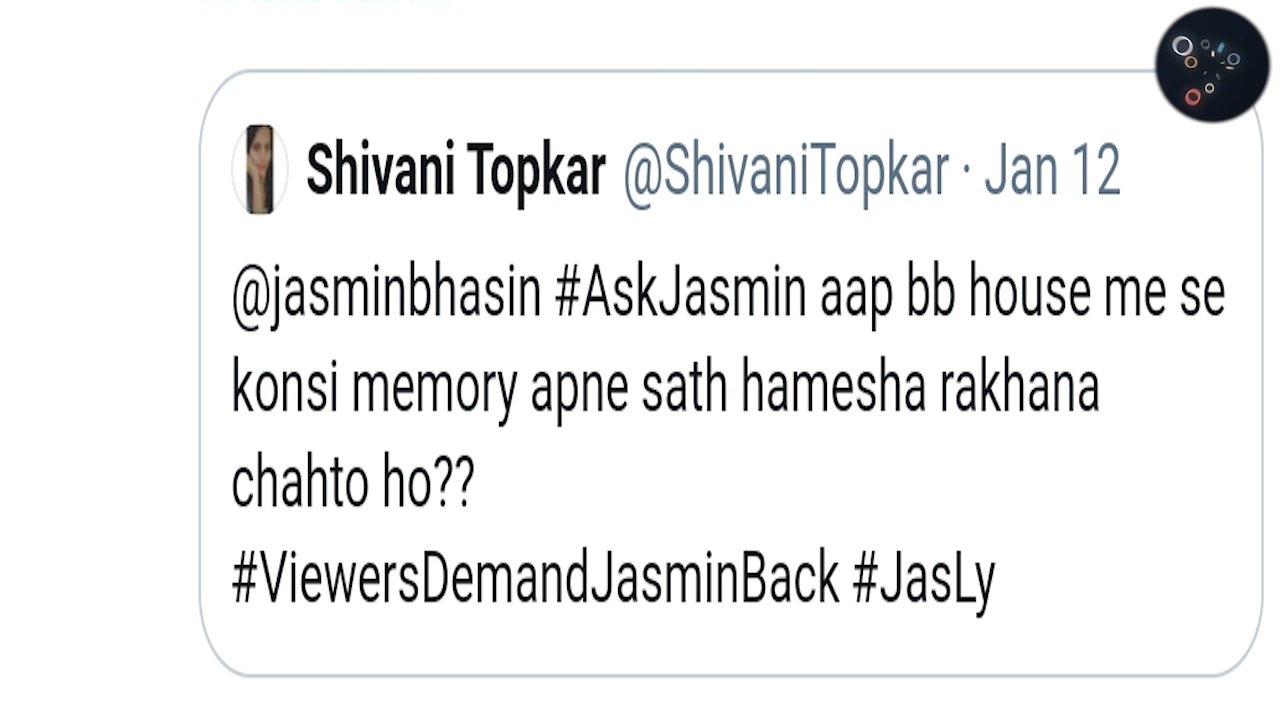 Shivani Topkar @ShivaniTopkar · Jan 12
@jasminbhasin #AskJasmin aap bb house me se
konsi memory apne sath hamesha rakhana
chahto ho??
#ViewersDemandJasminBack #JasLy